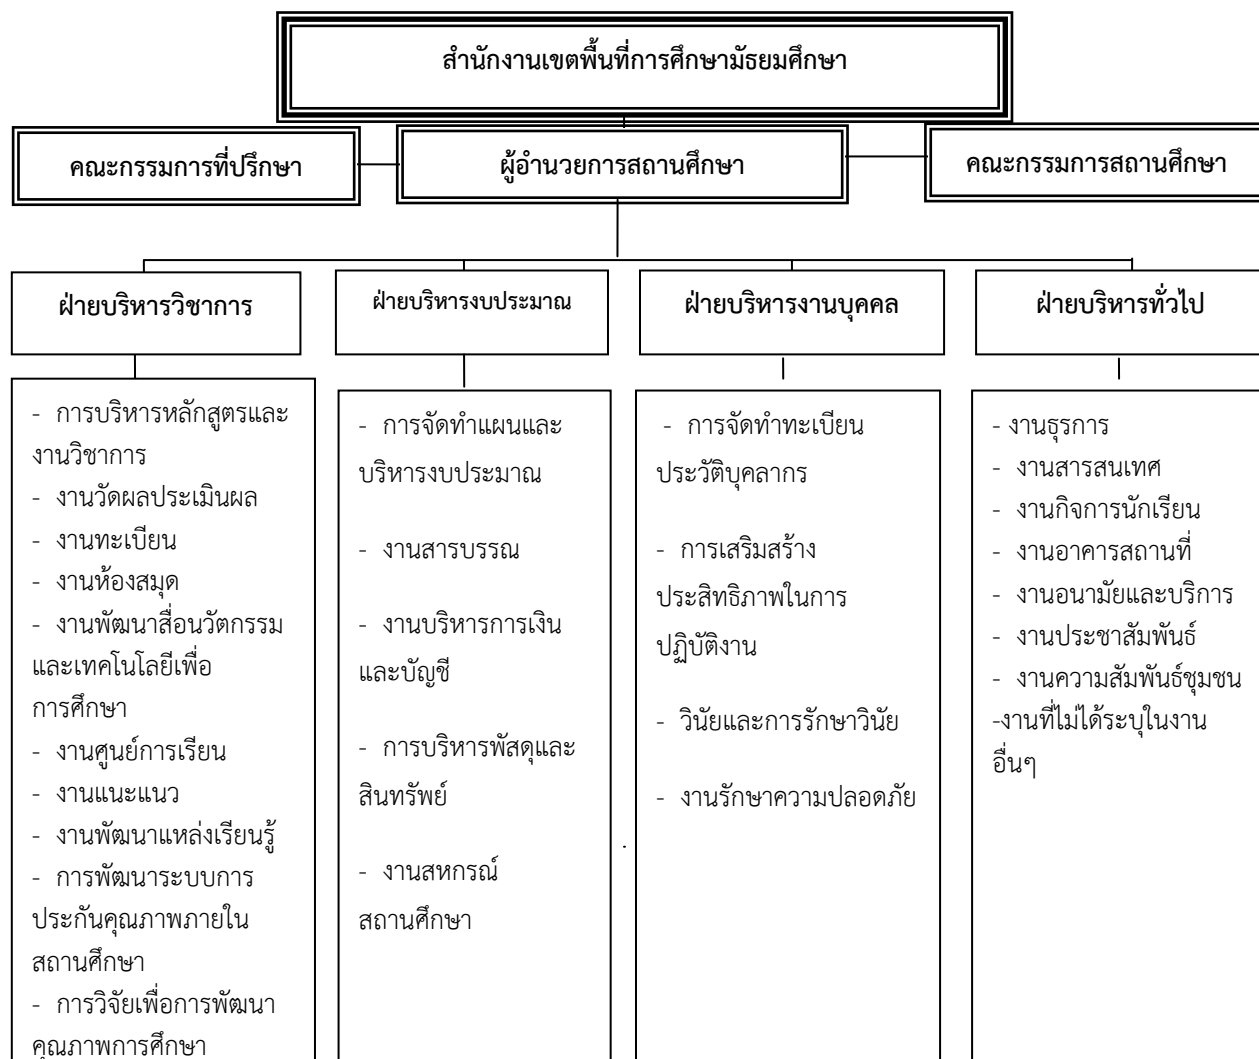 สำนักงานเขตพื้นที่การศึกษามัธยมศึกษา
คณะกรรมการที่ปรึกษา
ผู้อำนวยการสถานศึกษา
คณะกรรมการสถานศึกษา
ฝ่ายบริหารวิชาการ
ฝ่ายบริหารงบประมาณ
ฝ่ายบริหารงานบุคคล
ฝ่ายบริหารทั่วไป
- การบริหารหลักสูตรและ
งานวิชาการ
- งานวัดผลประเมินผล
- งานทะเบียน
- งานห้องสมุด
- งานพัฒนาสื่อนวัตกรรม
และเทคโนโลยีเพื่อ
การศึกษา
- งานศูนย์การเรียน
- งานแนะแนว
- งานพัฒนาแหล่งเรียนรู้
- การพัฒนาระบบการ
ประกันคุณภาพภายใน
สถานศึกษา
- การวิจัยเพื่อการพัฒนา
คุณภาพการศึกษา
- การจัดทำแผนและ
บริหารงบประมาณ
- งานสารบรรณ
- งานบริหารการเงิน
และบัญชี
- การบริหารพัสดุและ
สินทรัพย์
- งานสหกรณ์
สถานศึกษา
- การจัดทำทะเบียน
ประวัติบุคลากร
- การเสริมสร้าง
ประสิทธิภาพในการ
ปฏิบัติงาน
- วินัยและการรักษาวินัย
- งานรักษาความปลอดภัย
- งานธุรการ
- งานสารสนเทศ
- งานกิจการนักเรียน
- งานอาคารสถานที่
- งานอนามัยและบริการ
- งานประชาสัมพันธ์
- งานความสัมพันธ์ชุมชน
-งานที่ไม่ได้ระบุในงาน
อื่นๆ